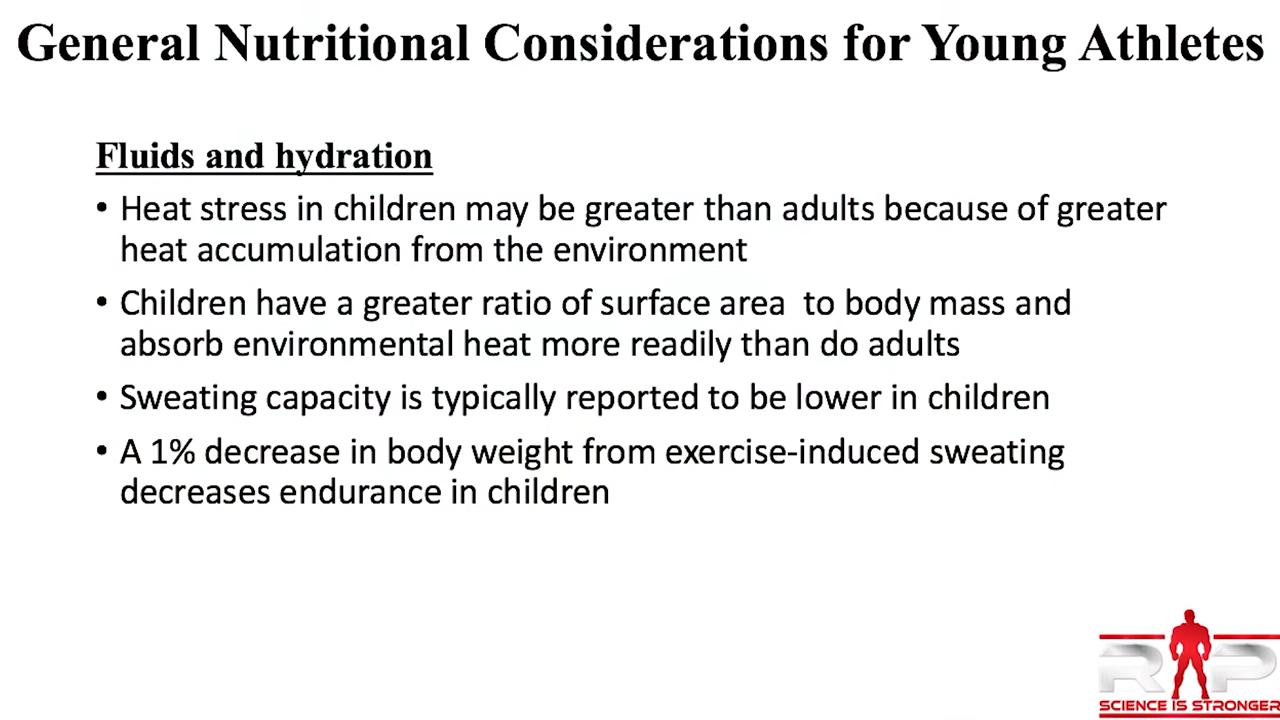 General Nutritional Considerations for Young Athletes
Fluids and hydration
• Heat stress in children may be greater than adults because of greater
heat accumulation from the environment
• Children have a greater ratio of surface area  to body mass and
absorb environmental heat more readily than do adults
• Sweating capacity is typically reported to be lower in children
• A 1% decrease in body weight from exercise-induced sweating
decreases endurance in children
RP
SCIENCE IS STRONGER